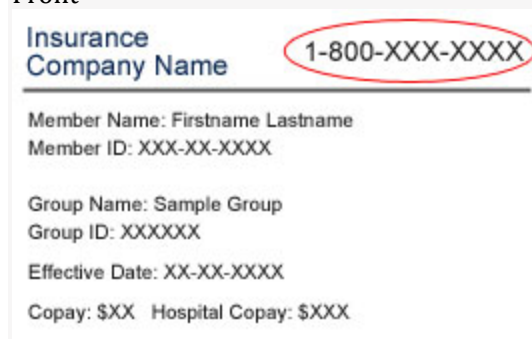 Front
Insurance
Company Name
1-800-XXX-XXXX
Member Name: Firstname Lastname
Member ID: XXX-XX-XXXX
Group Name: Sample Group
Group ID: XXXXXX
Effective Date: XX-XX-XXXX
Copay: $XX Hospital Copay: $XXX